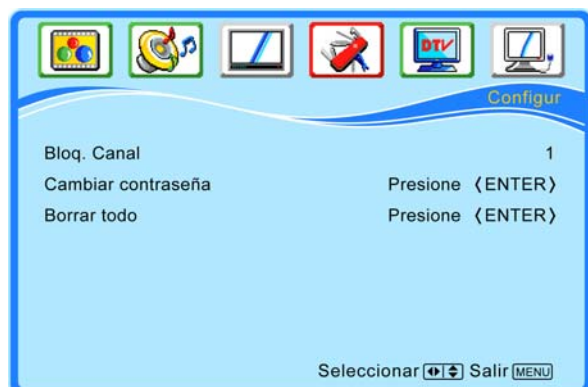 DTV
Configur
Bloq. Canal 1
Cambiar contraseña Presione 〈ENTER〉
Borrar todo Presione 〈ENTER〉
Seleccionar Salir MENU